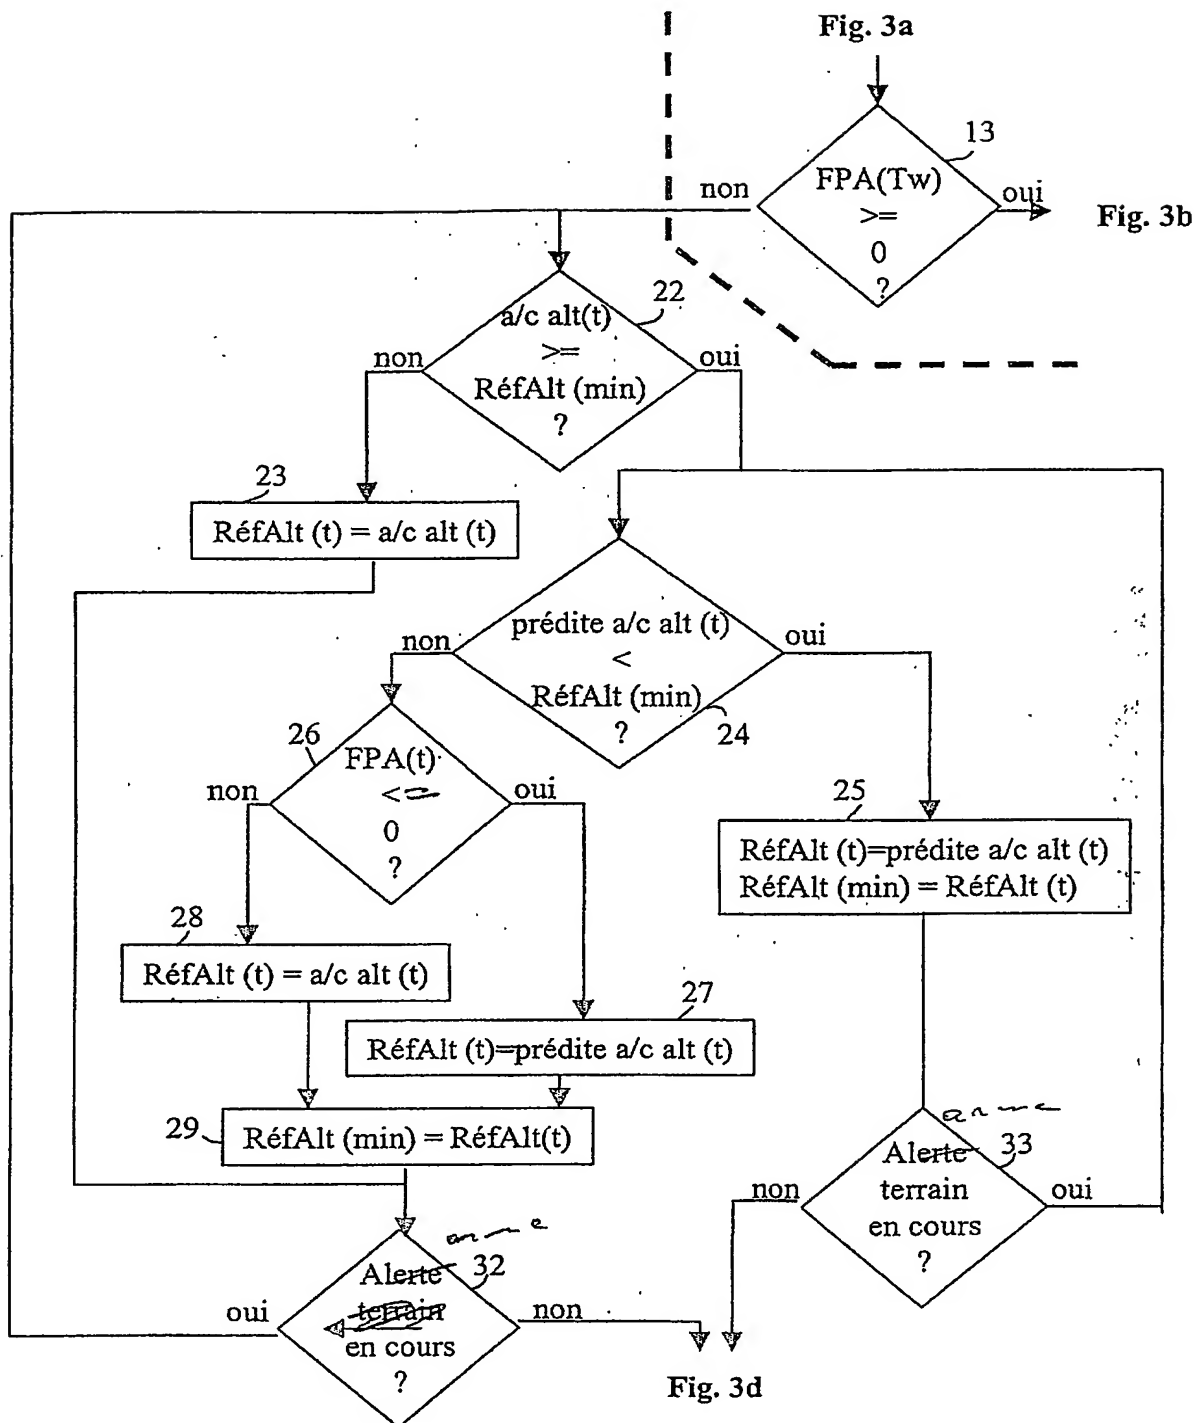 Fig. 3a
13
FPA(Tw)
>=
0
?
non
oui
Fig. 3b
22
a/c alt(t)
>=
RéfAlt (min)
?
non
oui
23
RéfAlt (t) = a/c alt (t)
prédite a/c alt (t)
<
RéfAlt (min)
?
24
non
oui
26
FPA(t)
<=
0
?
non
oui
25
RéfAlt (t)=prédite a/c alt (t)
RéfAlt (min) = RéfAlt (t)
28
RéfAlt (t) = a/c alt (t)
27
RéfAlt (t)=prédite a/c alt (t)
29
RéfAlt (min) = RéfAlt(t)
33
Alerte
terrain
en cours
?
non
oui
32
Alerte
terrain
en cours
?
oui
non
Fig. 3d